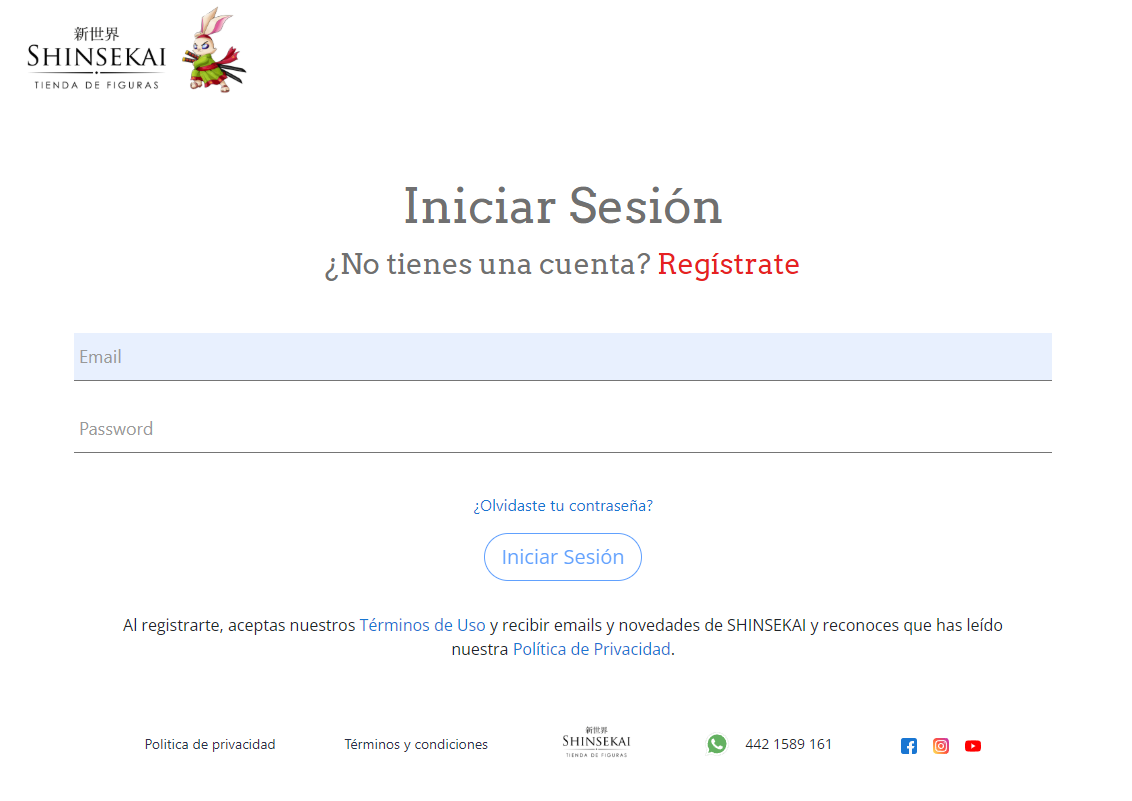 新世界
SHINSEKAI
TIENDA DE FIGURAS
Iniciar Sesión
¿No tienes una cuenta? Regístrate
Email
Password
¿Olvidaste tu contraseña?
Iniciar Sesión
Al registrarte, aceptas nuestros Términos de Uso y recibir emails y novedades de SHINSEKAI y reconoces que has leído
nuestra Política de Privacidad.
Politica de privacidad
Términos y condiciones
新世界
SHINSEKAI
TIENDA DE FIGURAS
442 1589 161